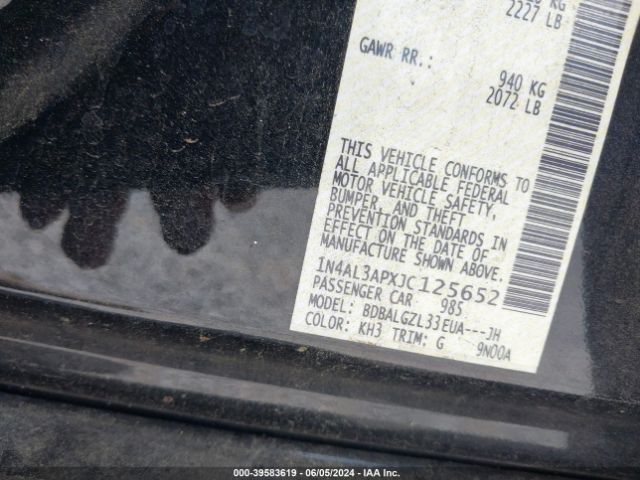 2227 LB
GAWR RR.:
940 KG
2072 LB
THIS VEHICLE CONFORMS TO
ALL APPLICABLE FEDERAL
MOTOR VEHICLE SAFETY,
BUMPER, AND THEFT
PREVENTION STANDARDS IN
EFFECT ON THE DATE OF
MANUFACTURE SHOWN ABOVE.
1N4AL3APXJC125652
PASSENGER CAR 985
MODEL: BDBALGZL33EUA---JH
COLOR: KH3 TRIM: G 9N00A
000-39583619 - 06/05/2024 - IAA Inc.